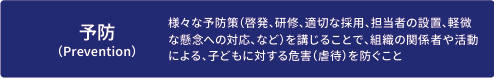 予防
（Prevention）
様々な予防策（啓発、研修、適切な採用、担当者の設置、軽微
な懸念への対応、など）を講じることで、組織の関係者や活動
による、子どもに対する危害（虐待）を防ぐこと